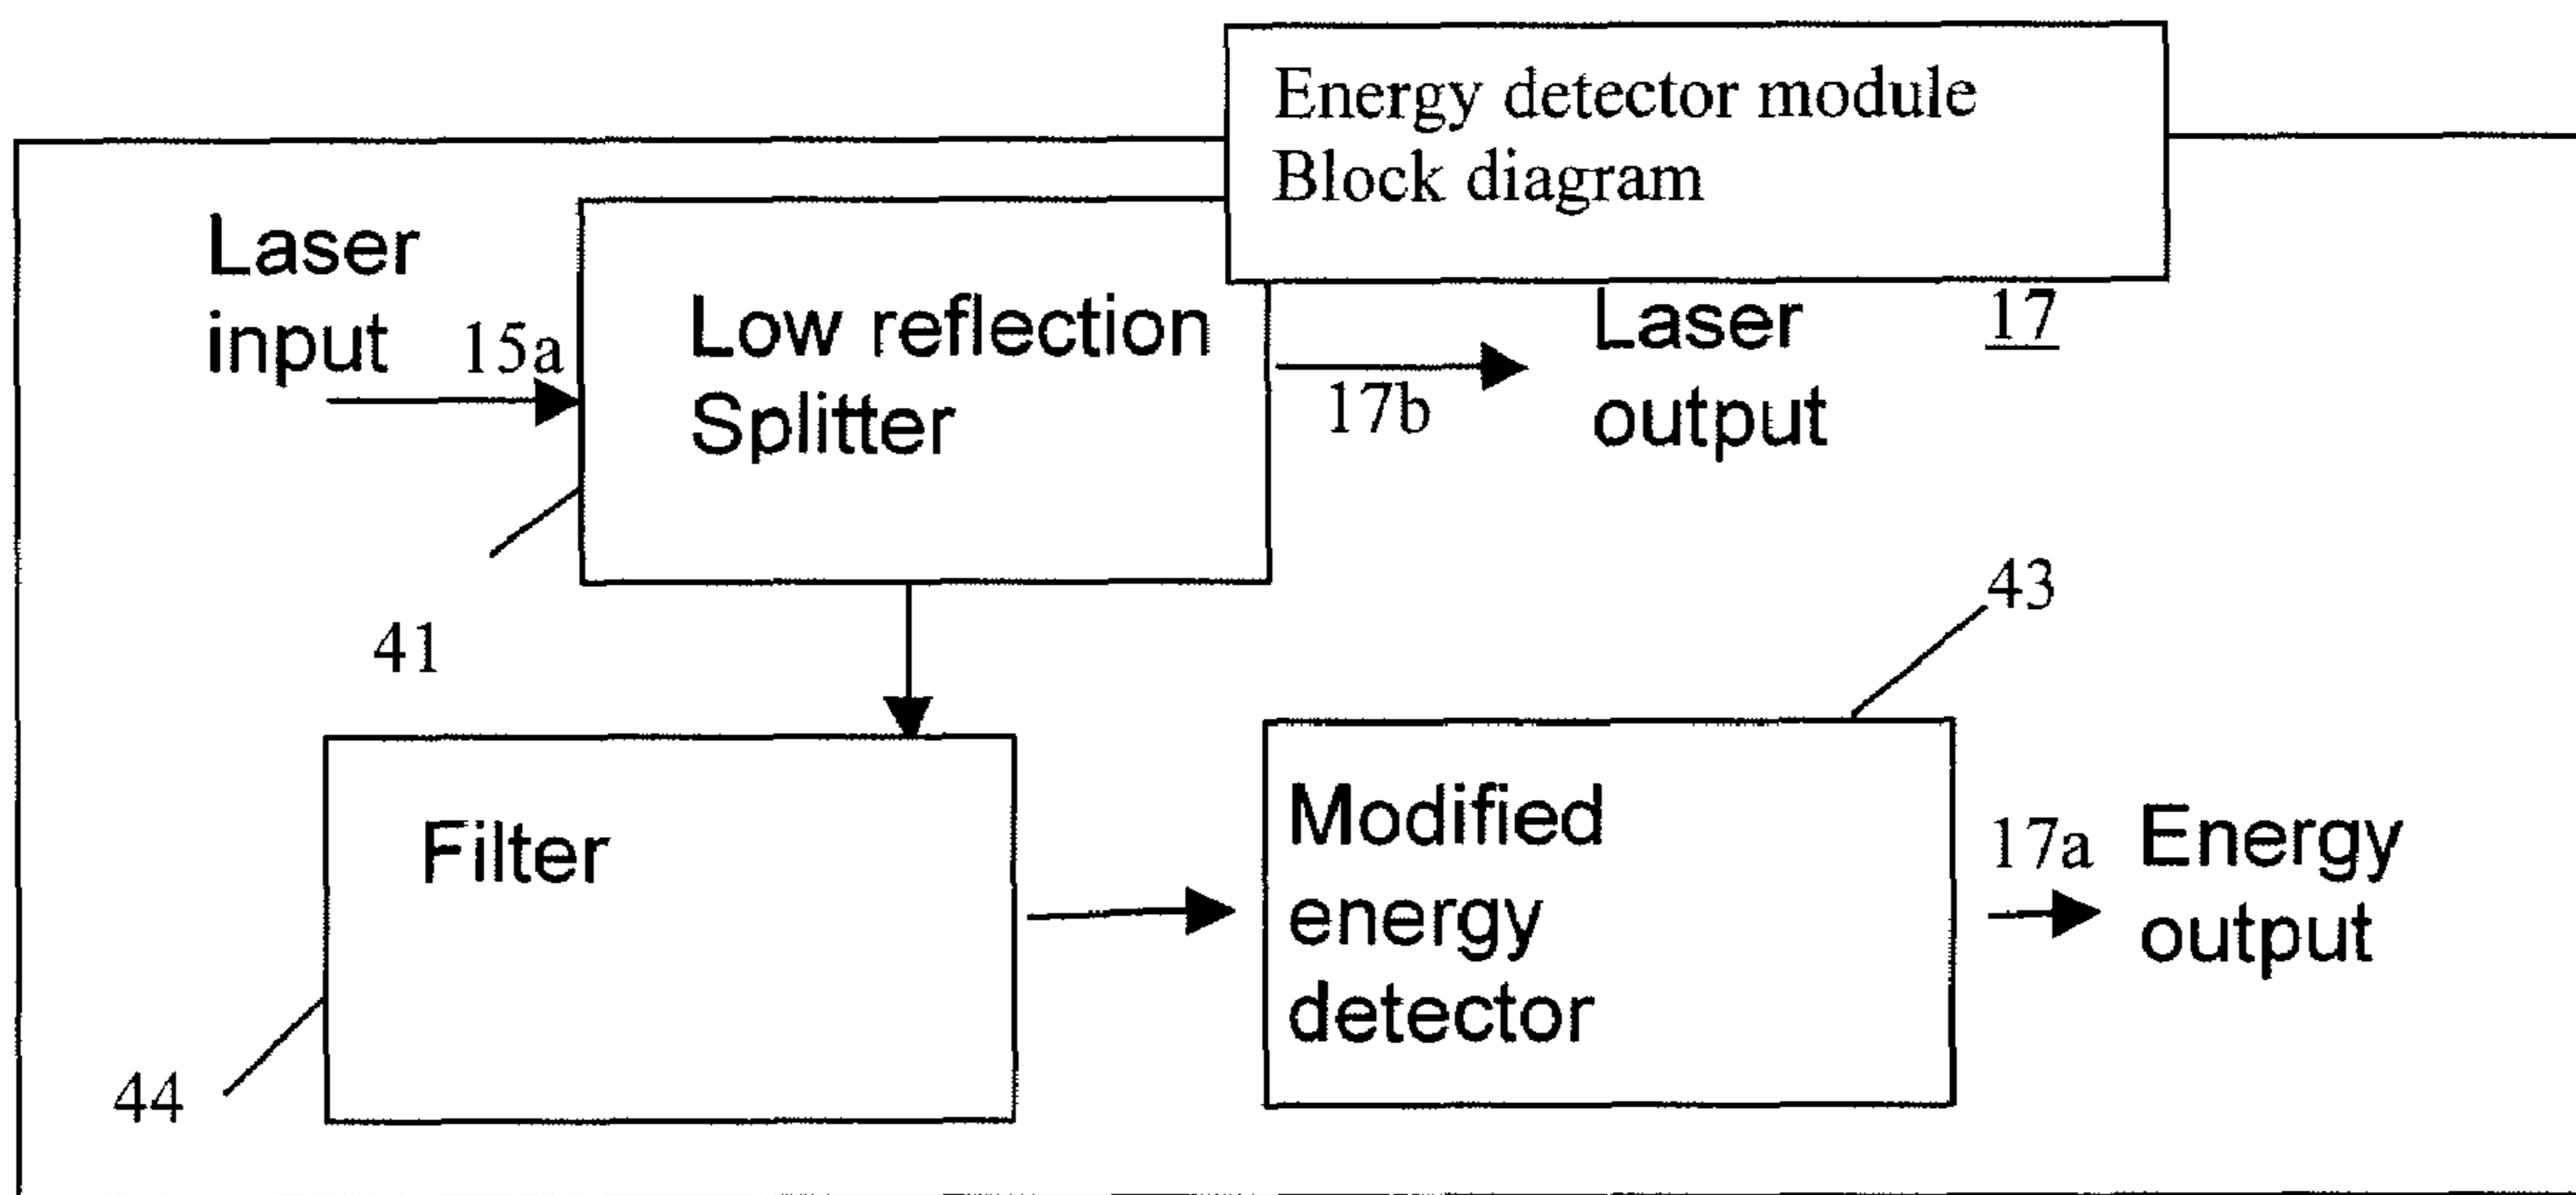 Energy detector module
Block diagram
17
Laser
input
15a
Low reflection
Splitter
17b
Laser
output
41
43
Filter
44
Modified
energy
detector
17a
Energy
output